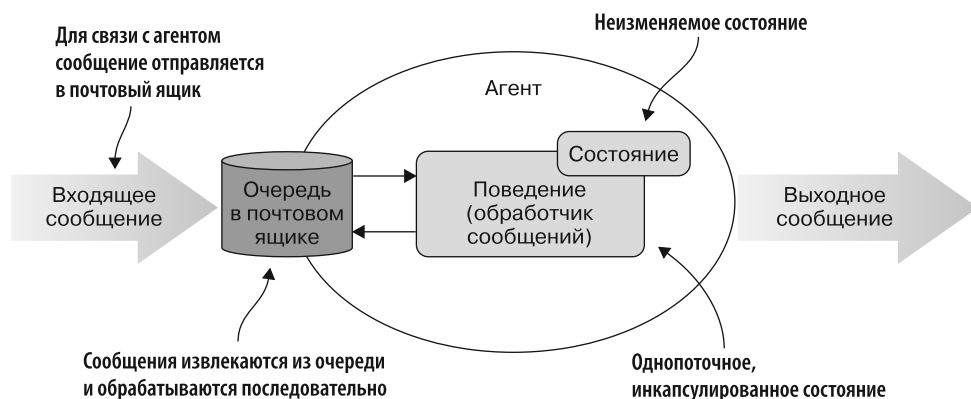 Для связи с агентом
сообщение отправляется
в почтовый ящик
Неизменяемое состояние
Агент
Состояние
Входящее
сообщение
Очередь
в почтовом
ящике
Поведение
(обработчик
сообщений)
Выходное
сообщение
Сообщения извлекаются из очереди
и обрабатываются последовательно
Однопоточное,
инкапсулированное состояние